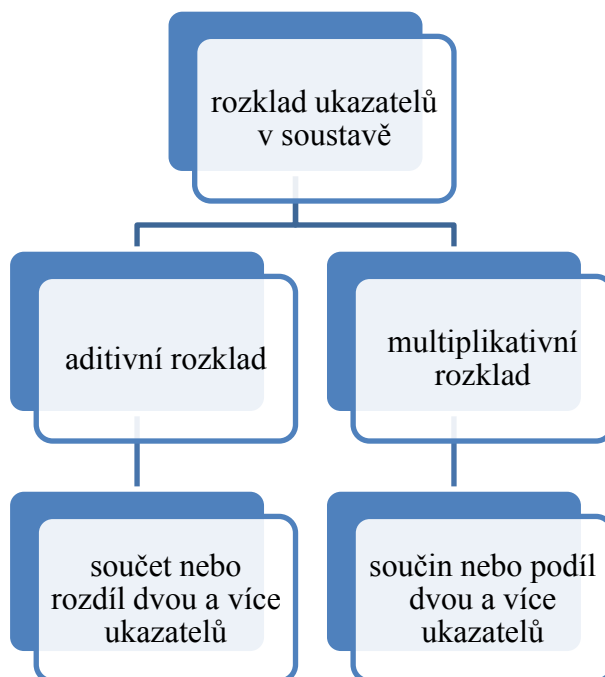 rozklad ukazatelů
v soustavě
aditivní rozklad
multiplikativní
rozklad
součet nebo
rozdíl dvou a více
ukazatelů
součin nebo podíl
dvou a více
ukazatelů